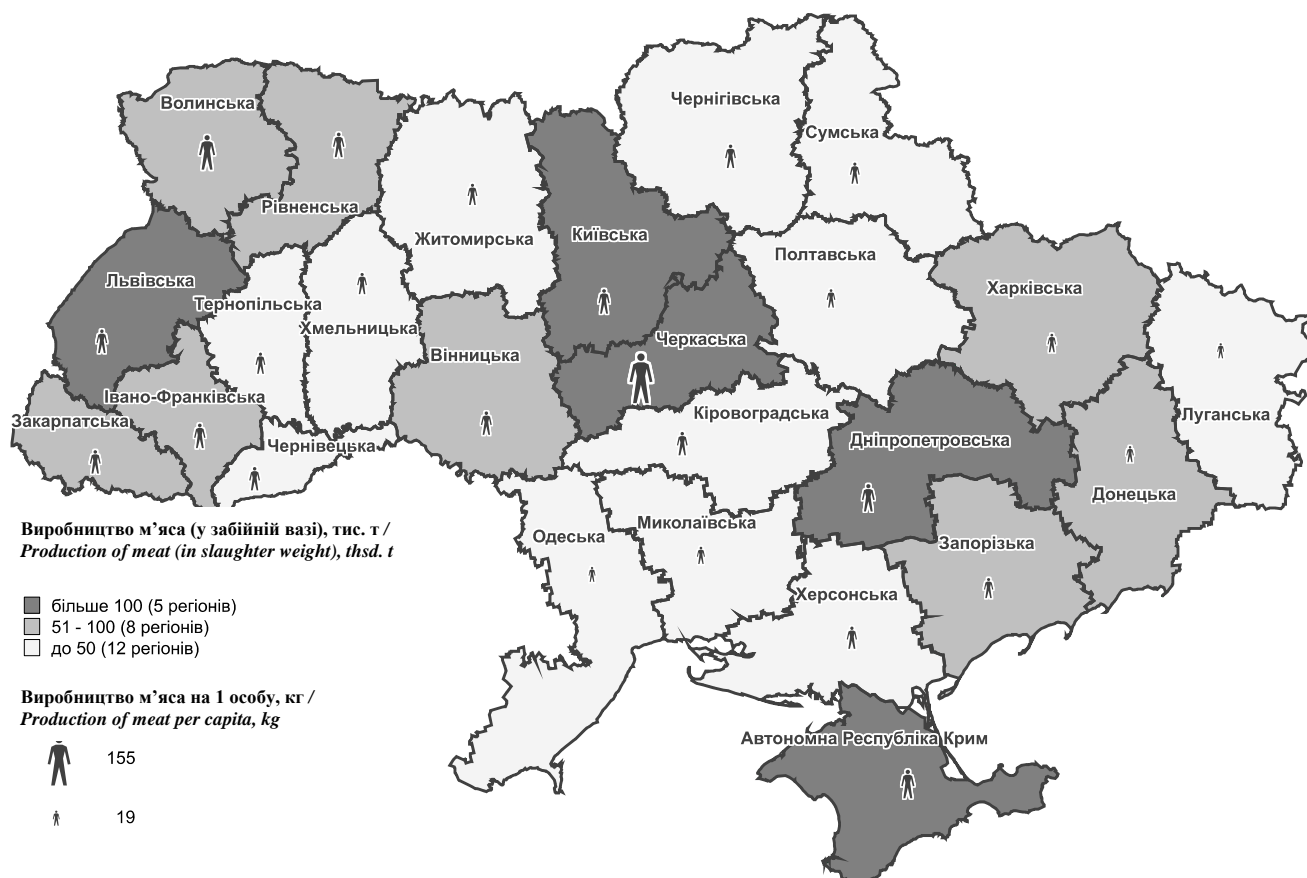 Волинська
Рівненська
Житомирська
Київська
Чернігівська
Сумська
Львівська
Тернопільська
Хмельницька
Вінницька
Черкаська
Полтавська
Харківська
Луганська
Закарпатська
Івано-Франківська
Чернівецька
Кіровоградська
Дніпропетровська
Донецька
Одеська
Миколаївська
Запорізька
Херсонська
Автономна Республіка Крим
Виробництво м’яса (у забійній вазі), тис. т /
Production of meat (in slaughter weight), thsd. t
більше 100 (5 регіонів)
51 - 100 (8 регіонів)
до 50 (12 регіонів)
Виробництво м’яса на 1 особу, кг /
Production of meat per capita, kg
155
19